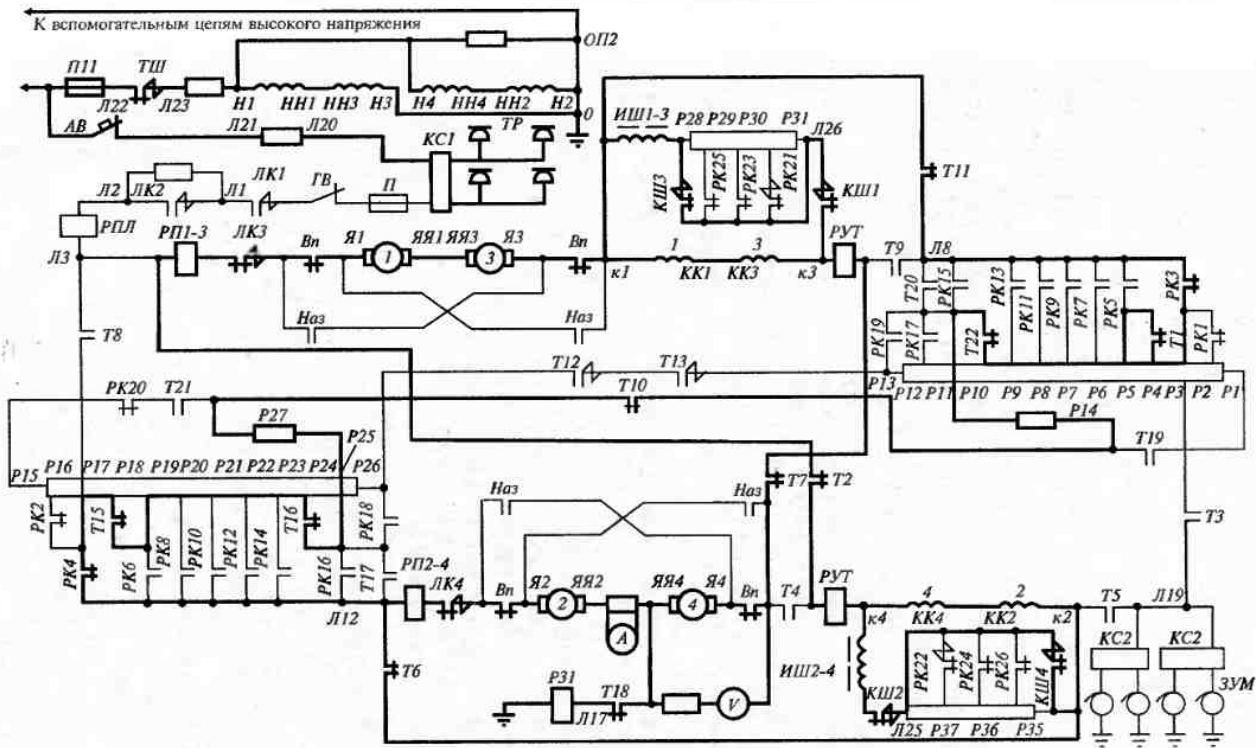 К вспомогательным цепям высокого напряжения
ОП2
П11
ТШ
Л22
Л23
Н1
НН1
НН3
Н3
Н4
НН4
НН2
Н2
0
АВ
Л21
Л20
КС1
ТР
ИШ1-3
Р28
Р29
Р30
Р31
Л26
КШ3
РК25
РК23
РК21
КШ1
Т11
Л2
ЛК2
Л1
ЛК1
ГВ
П
РПЛ
РП1-3
ЛК3
Вп
Я1
1
ЯЯ1
ЯЯ3
3
Я3
Вп
к1
1
КК1
3
КК3
к3
РУТ
Т9
Л8
Л3
Т20
РК15
РК13
РК11
РК9
РК7
РК5
РК3
Наз
Наз
Т8
РК19
РК17
Т22
Т1
РК1
Т12
Т13
Р13
Р12
Р11
Р10
Р9
Р8
Р7
Р6
Р5
Р4
Р3
Р2
Р1
РК20
Т21
Т10
Р27
Р14
Т19
Р25
Р15
Р16
Р17
Р18
Р19
Р20
Р21
Р22
Р23
Р24
Р26
Наз
Наз
Т7
Т2
РК2
Т15
Т16
РК18
Т3
РК4
РК6
РК8
РК10
РК12
РК14
РК16
Т17
РП2-4
ЛК4
Вп
Я2
2
ЯЯ2
А
ЯЯ4
4
Я4
Вп
Т4
РУТ
к4
4
КК4
2
КК2
к2
Т5
Л19
Л12
КС2
КС2
ИШ2-4
РК22
РК24
РК26
КШ4
ЗУМ
Т6
Р31
Л17
Т18
V
КШ2
Л25
Р37
Р36
Р35